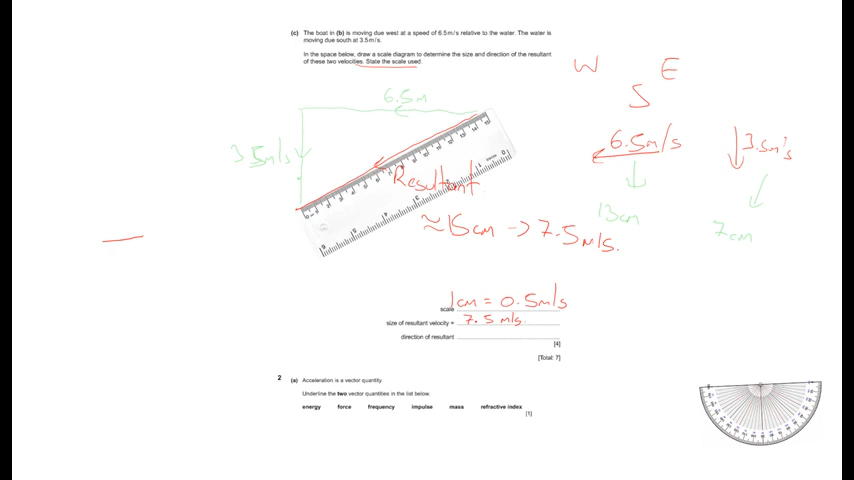 (c) The boat in (b) is moving due west at a speed of 6.5 m/s relative to the water. The water is
moving due south at 3.5 m/s.
In the space below, draw a scale diagram to determine the size and direction of the resultant
of these two velocities. State the scale used.
W E
S
6.5m
3.5m/s
6.5m/s
3.5m/s
Resultant
13cm
7cm
≈15cm -> 7.5m/s.
scale 1cm = 0.5m/s
size of resultant velocity = 7.5 m/s.
direction of resultant
[4]
[Total: 7]
2 (a) Acceleration is a vector quantity.
Underline the two vector quantities in the list below.
energy force frequency impulse mass refractive index
[1]